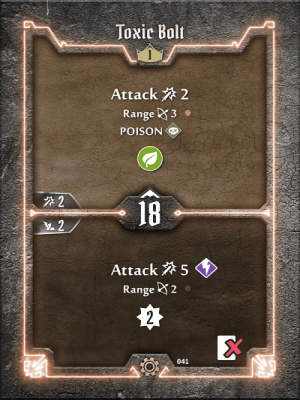 Toxic Bolt
1
Attack 2
Range 3
POISON
2
18
2
Attack 5
Range 2
2
041